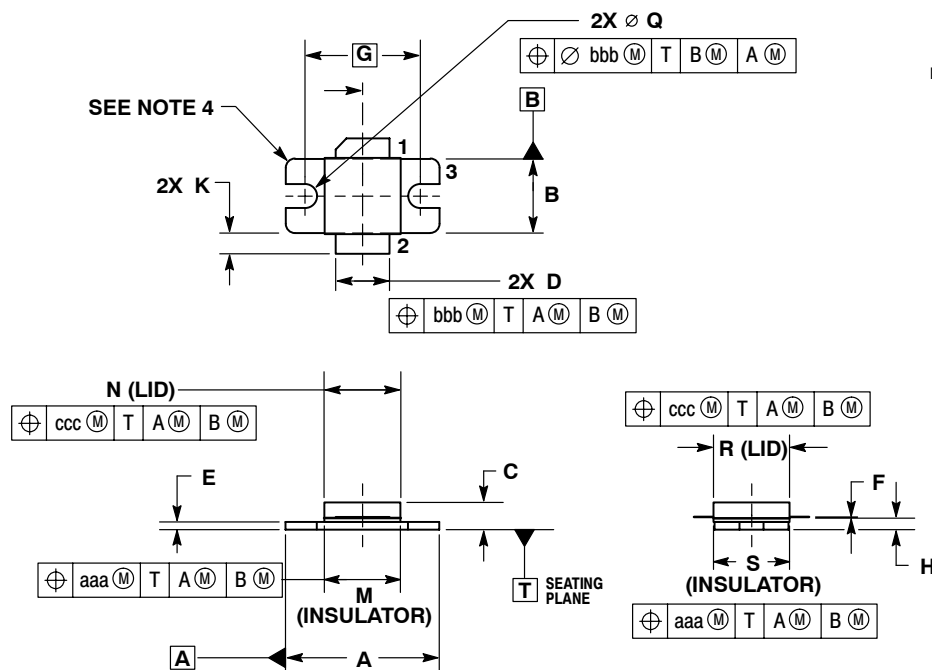 2X ⌀ Q
⌖ ⌀ bbb Ⓜ T B Ⓜ A Ⓜ
G
B
SEE NOTE 4
1
3
2X K
B
2
2X D
⌖ bbb Ⓜ T A Ⓜ B Ⓜ
N (LID)
⌖ ccc Ⓜ T A Ⓜ B Ⓜ
⌖ ccc Ⓜ T A Ⓜ B Ⓜ
R (LID)
E
C
F
H
⌖ aaa Ⓜ T A Ⓜ B Ⓜ
M
(INSULATOR)
T SEATING
PLANE
S
(INSULATOR)
⌖ aaa Ⓜ T A Ⓜ B Ⓜ
A
A